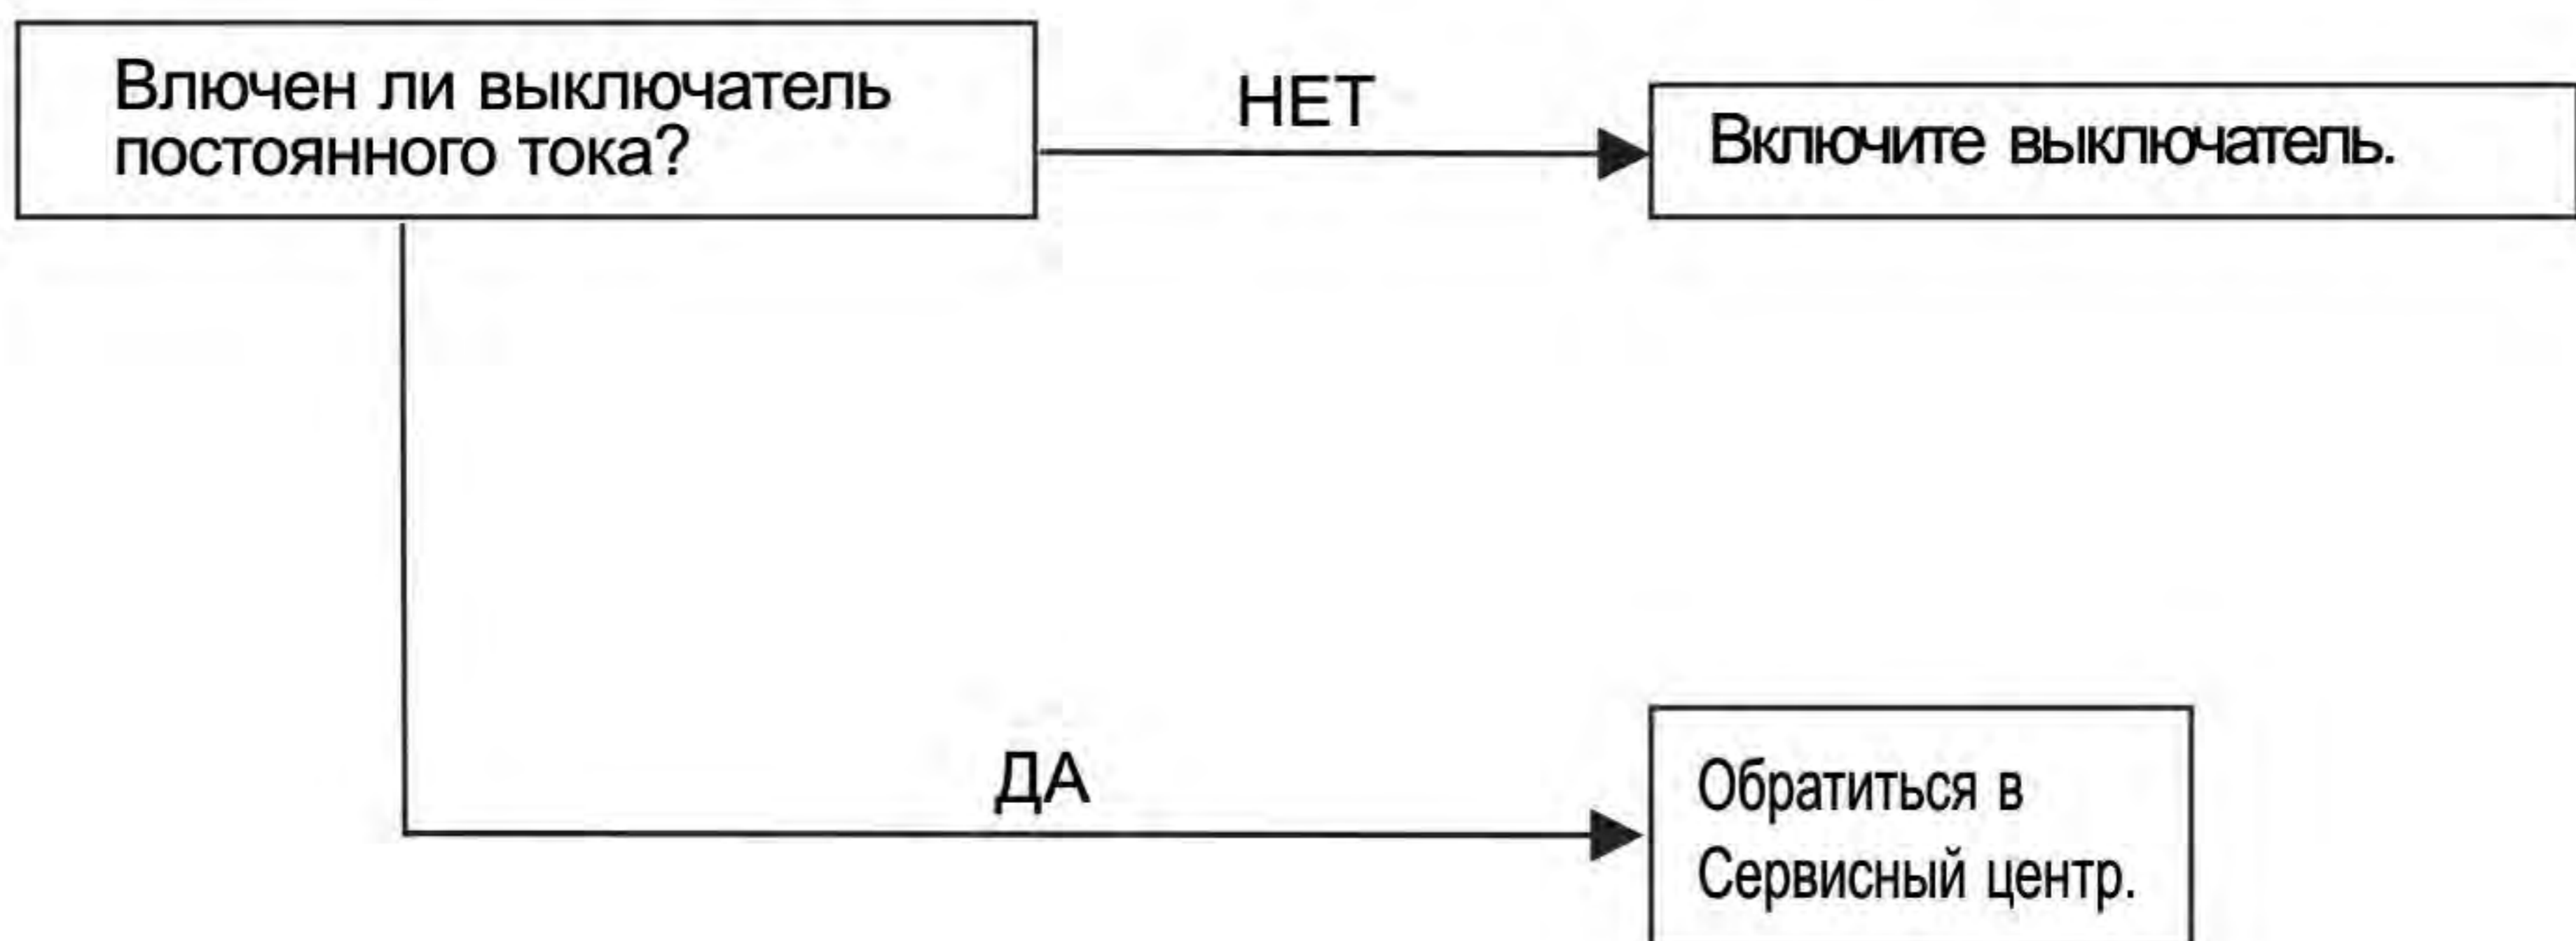 Влючен ли выключатель
постоянного тока?
НЕТ
Включите выключатель.
ДА
Обратиться в
Сервисный центр.